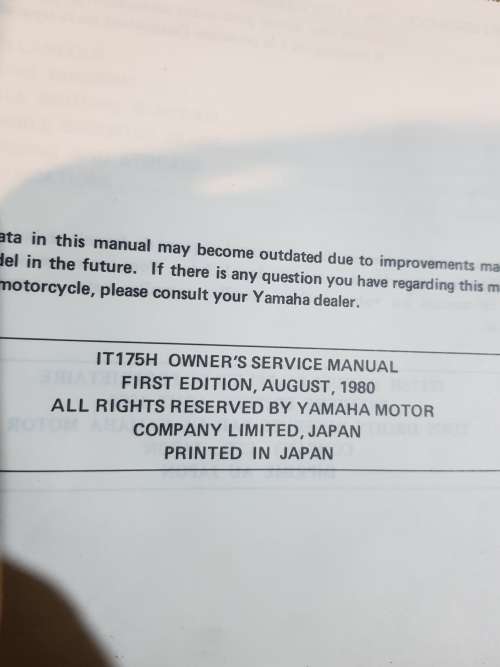 ata in this manual may become outdated due to improvements ma
del in the future. If there is any question you have regarding this m
motorcycle, please consult your Yamaha dealer.
IT175H OWNER'S SERVICE MANUAL
FIRST EDITION, AUGUST, 1980
ALL RIGHTS RESERVED BY YAMAHA MOTOR
COMPANY LIMITED, JAPAN
PRINTED IN JAPAN